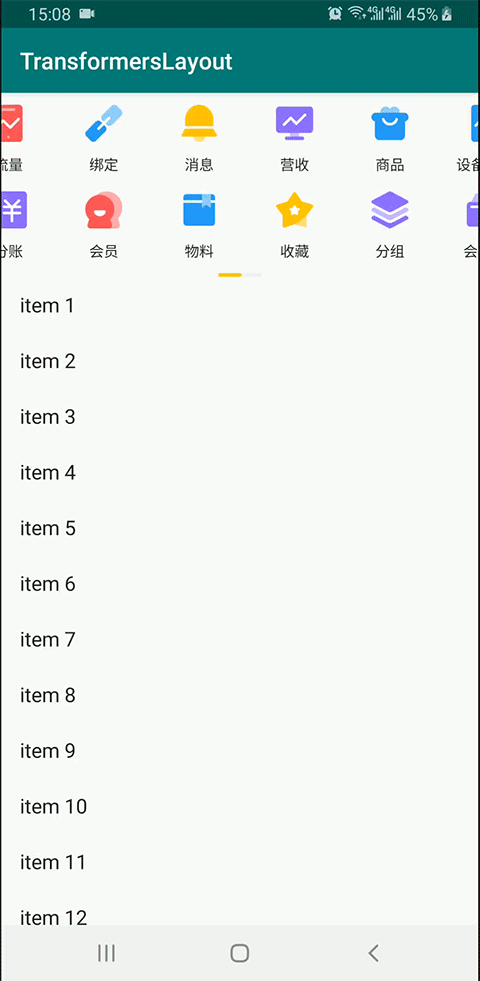 15:08 4G 4G 45%
TransformersLayout
流量 绑定 消息 营收 商品 设备
分账 会员 物料 收藏 分组 会
item 1
item 2
item 3
item 4
item 5
item 6
item 7
item 8
item 9
item 10
item 11
item 12